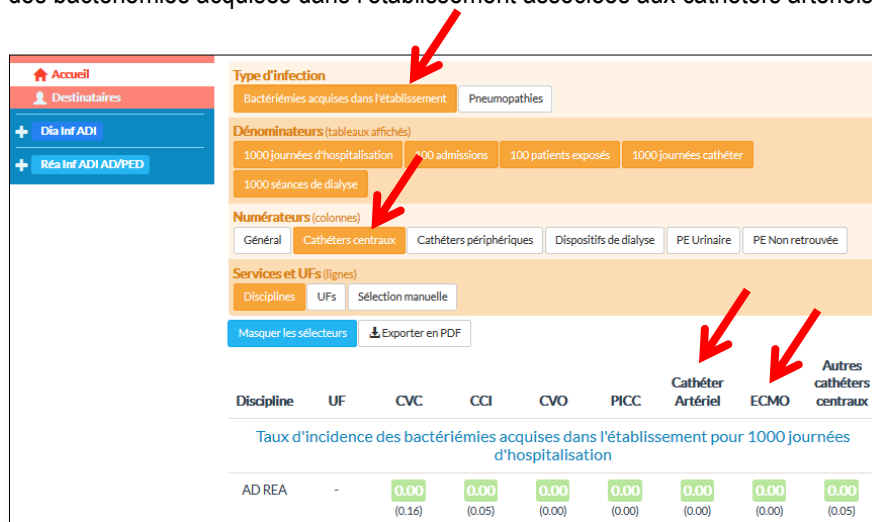 des bactériémies acquises dans l'établissement associées aux cathéters artériels
Accueil
Destinataires
Dia Inf ADI
Réa Inf ADI AD/PED
Type d'infection
Bactériémies acquises dans l'établissement Pneumopathies
Dénominateurs (tableaux affichés)
1000 journées d'hospitalisation 100 admissions 100 patients exposés 1000 journées cathéter
1000 séances de dialyse
Numérateurs (colonnes)
Général Cathéters centraux Cathéters périphériques Dispositifs de dialyse PE Urinaire PE Non retrouvée
Services et UFs (lignes)
Disciplines UFs Sélection manuelle
Masquer les sélecteurs Exporter en PDF
Discipline UF CVC CCI CVO PICC Cathéter Artériel ECMO Autres cathéters centraux
Taux d'incidence des bactériémies acquises dans l'établissement pour 1000 journées
d'hospitalisation
AD REA - 0.00 0.00 0.00 0.00 0.00 0.00 0.00
(0.16) (0.05) (0.00) (0.00) (0.00) (0.00) (0.05)